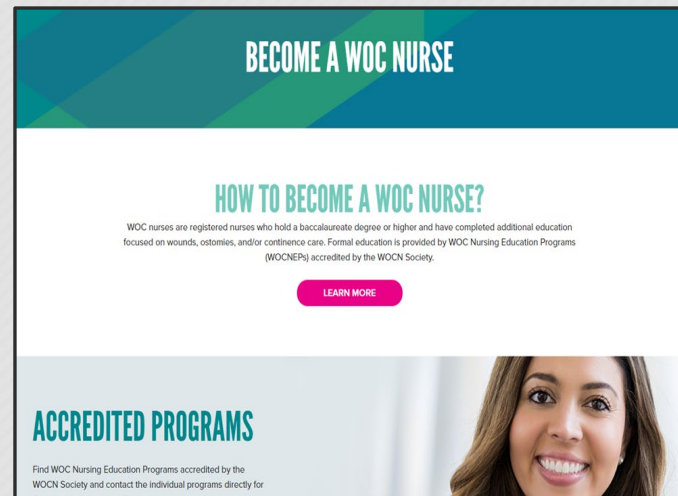 BECOME A WOC NURSE
HOW TO BECOME A WOC NURSE?
WOC nurses are registered nurses who hold a baccalaureate degree or higher and have completed additional education
focused on wounds, ostomies, and/or continence care. Formal education is provided by WOC Nursing Education Programs
(WOCNEPs) accredited by the WOCN Society.
LEARN MORE
ACCREDITED PROGRAMS
Find WOC Nursing Education Programs accredited by the
WOCN Society and contact the individual programs directly for